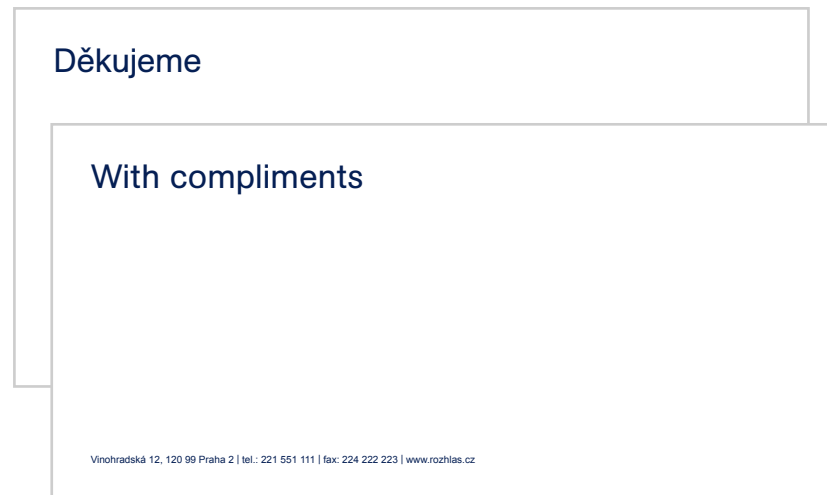 Děkujeme
With compliments
Vinohradská 12, 120 99 Praha 2 | tel.: 221 551 111 | fax: 224 222 223 | www.rozhlas.cz